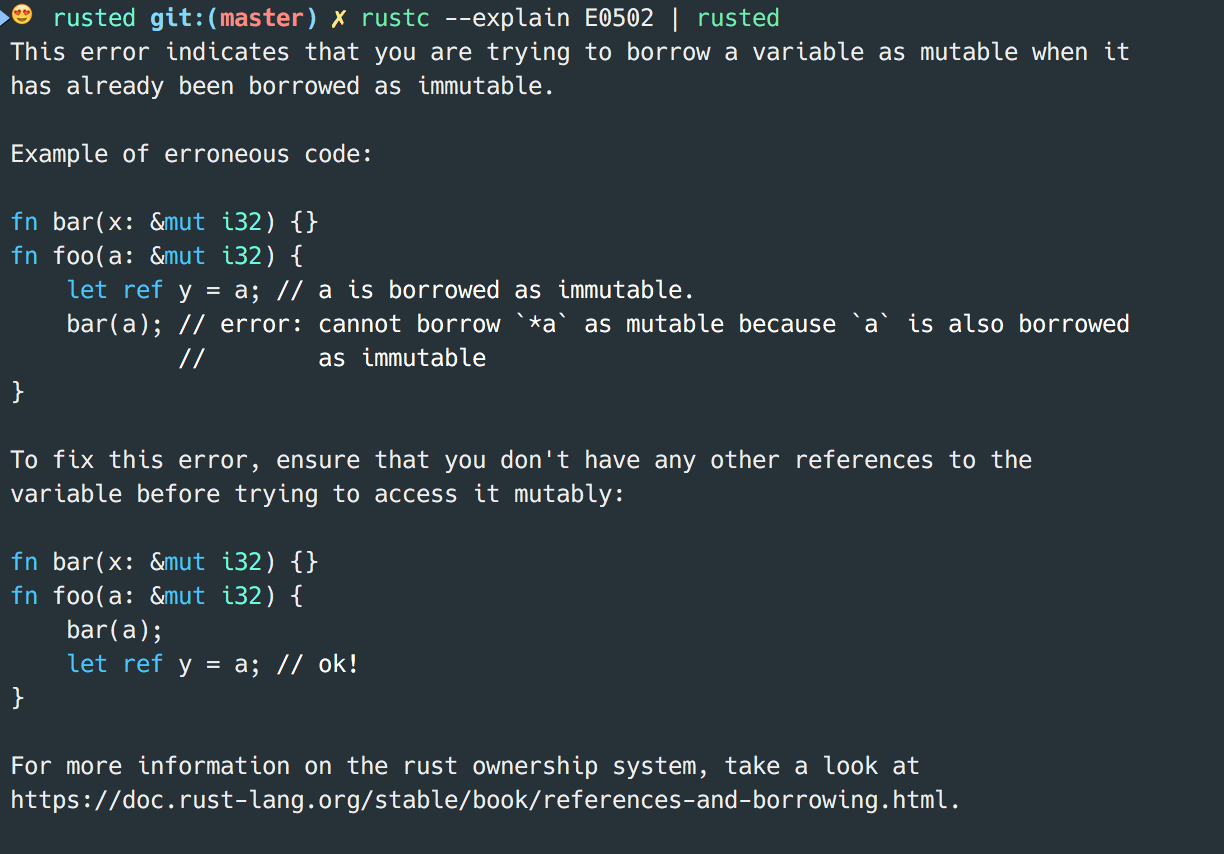 😍 rusted git:(master) ✗ rustc --explain E0502 | rusted
This error indicates that you are trying to borrow a variable as mutable when it
has already been borrowed as immutable.

Example of erroneous code:

fn bar(x: &mut i32) {}
fn foo(a: &mut i32) {
    let ref y = a; // a is borrowed as immutable.
    bar(a); // error: cannot borrow `*a` as mutable because `a` is also borrowed
            //        as immutable
}

To fix this error, ensure that you don't have any other references to the
variable before trying to access it mutably:

fn bar(x: &mut i32) {}
fn foo(a: &mut i32) {
    bar(a);
    let ref y = a; // ok!
}

For more information on the rust ownership system, take a look at
https://doc.rust-lang.org/stable/book/references-and-borrowing.html.